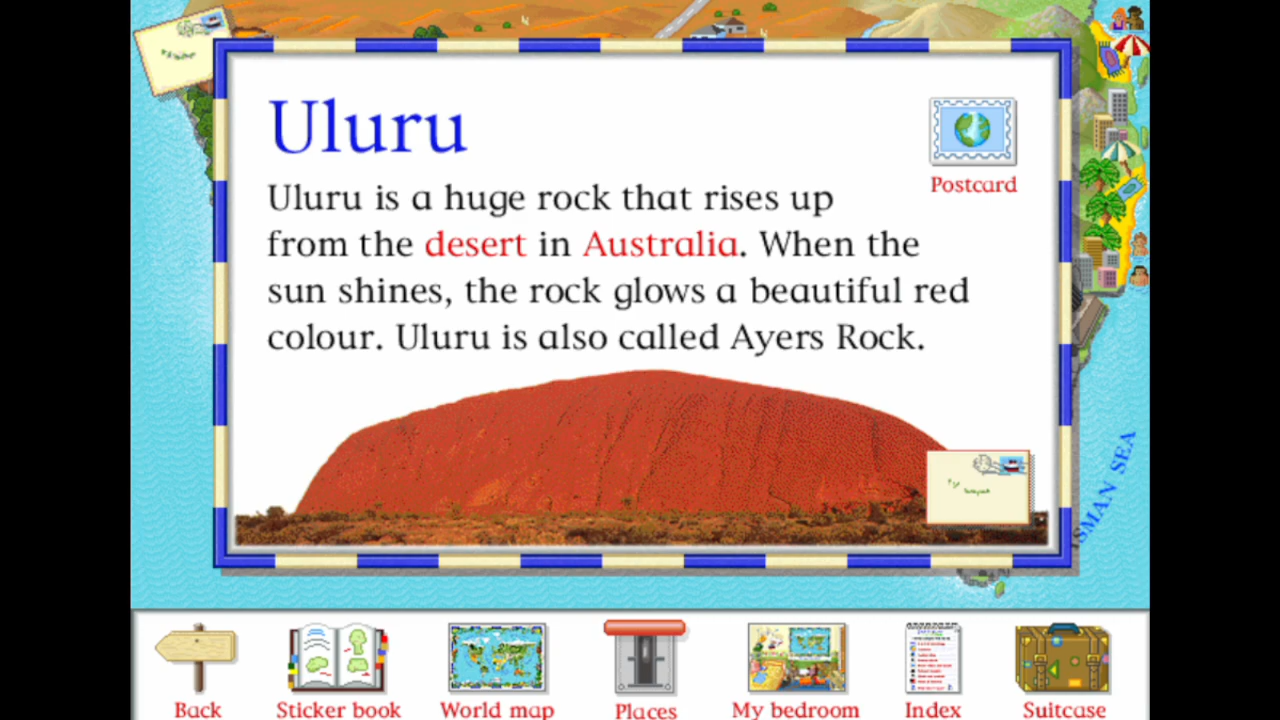 Uluru
Postcard
Uluru is a huge rock that rises up
from the desert in Australia. When the
sun shines, the rock glows a beautiful red
colour. Uluru is also called Ayers Rock.
SMAN SEA
Back
Sticker book
World map
Places
My bedroom
Index
Suitcase